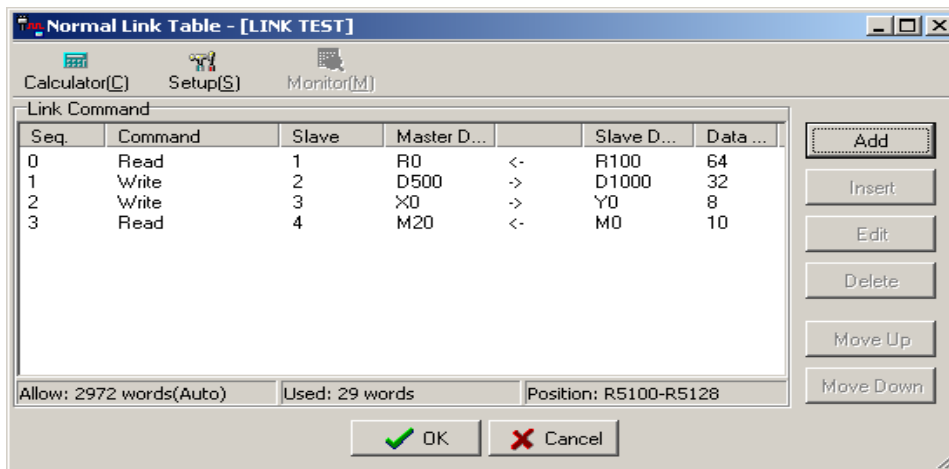 Normal Link Table - [LINK TEST]
Calculator(C) Setup(S) Monitor(M)
Link Command
Seq. Command Slave Master D... Slave D... Data ...
0 Read 1 R0 <- R100 64
1 Write 2 D500 -> D1000 32
2 Write 3 X0 -> Y0 8
3 Read 4 M20 <- M0 10
Add
Insert
Edit
Delete
Move Up
Move Down
Allow: 2972 words(Auto) Used: 29 words Position: R5100-R5128
OK Cancel